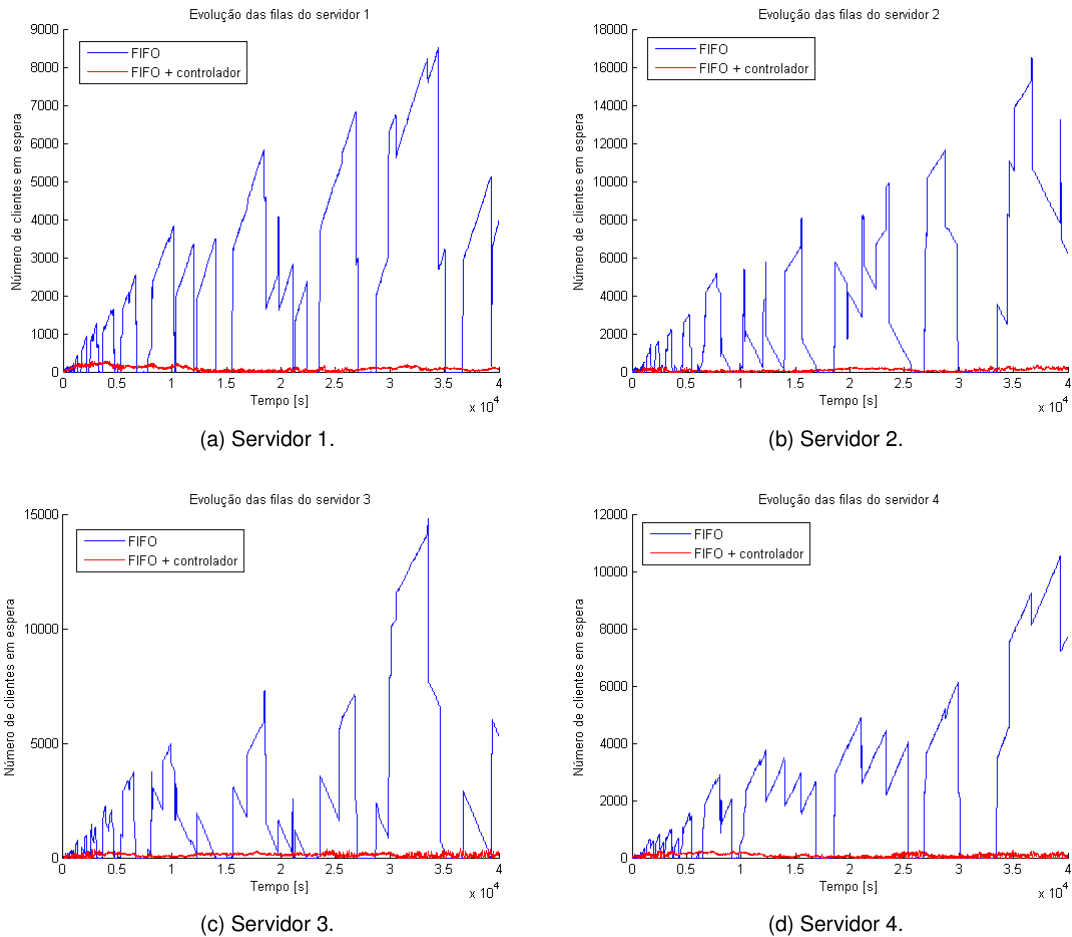 Evolução das filas do servidor 1
Número de clientes em espera
9000
8000
7000
6000
5000
4000
3000
2000
1000
0
FIFO
FIFO + controlador
0 0.5 1 1.5 2 2.5 3 3.5 4
Tempo [s]
x 10^4
(a) Servidor 1.
Evolução das filas do servidor 2
Número de clientes em espera
18000
16000
14000
12000
10000
8000
6000
4000
2000
0
FIFO
FIFO + controlador
0 0.5 1 1.5 2 2.5 3 3.5 4
Tempo [s]
x 10^4
(b) Servidor 2.
Evolução das filas do servidor 3
Número de clientes em espera
15000
10000
5000
0
FIFO
FIFO + controlador
0 0.5 1 1.5 2 2.5 3 3.5 4
Tempo [s]
x 10^4
(c) Servidor 3.
Evolução das filas do servidor 4
Número de clientes em espera
12000
10000
8000
6000
4000
2000
0
FIFO
FIFO + controlador
0 0.5 1 1.5 2 2.5 3 3.5 4
Tempo [s]
x 10^4
(d) Servidor 4.